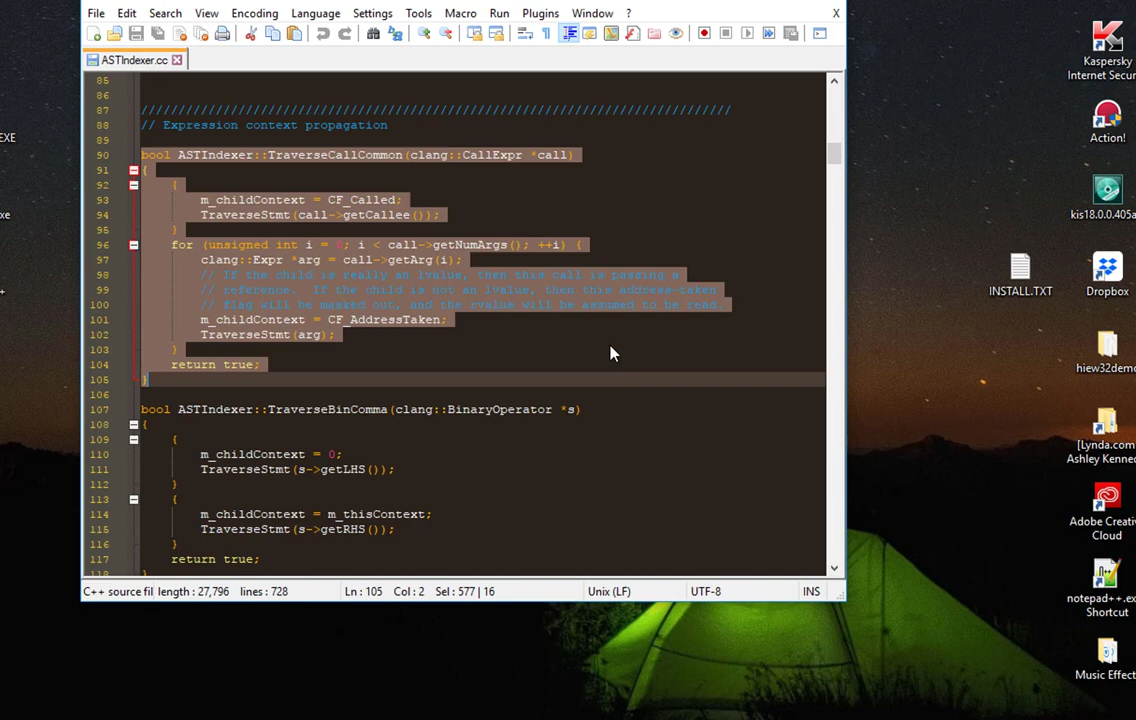 File Edit Search View Encoding Language Settings Tools Macro Run Plugins Window ? X
ASTIndexer.cc
85
86
87 ////////////////////////////////////////////////////////////////////////////////
88 // Expression context propagation
89
90 bool ASTIndexer::TraverseCallCommon(clang::CallExpr *call)
91 {
92 {
93 m_childContext = CF_Called;
94 TraverseStmt(call->getCallee());
95 }
96 for (unsigned int i = 0; i < call->getNumArgs(); ++i) {
97 clang::Expr *arg = call->getArg(i);
98 // If the child is really an lvalue, then this call is passing a
99 // reference. If the child is not an lvalue, then this address-taken
100 // flag will be masked out, and the rvalue will be assumed to be read.
101 m_childContext = CF_AddressTaken;
102 TraverseStmt(arg);
103 }
104 return true;
105 }
106
107 bool ASTIndexer::TraverseBinComma(clang::BinaryOperator *s)
108 {
109 {
110 m_childContext = 0;
111 TraverseStmt(s->getLHS());
112 }
113 {
114 m_childContext = m_thisContext;
115 TraverseStmt(s->getRHS());
116 }
117 return true;
118 }
C++ source fil length : 27,796 lines : 728 Ln : 105 Col : 2 Sel : 577 | 16 Unix (LF) UTF-8 INS
EXE
xe
+
INSTALL.TXT
Kaspersky
Internet Secur
Action!
kis18.0.0.405a
Dropbox
hiew32demo
[Lynda.com
Ashley Kenned
Adobe Creativ
Cloud
notepad++.ex
Shortcut
Music Effect